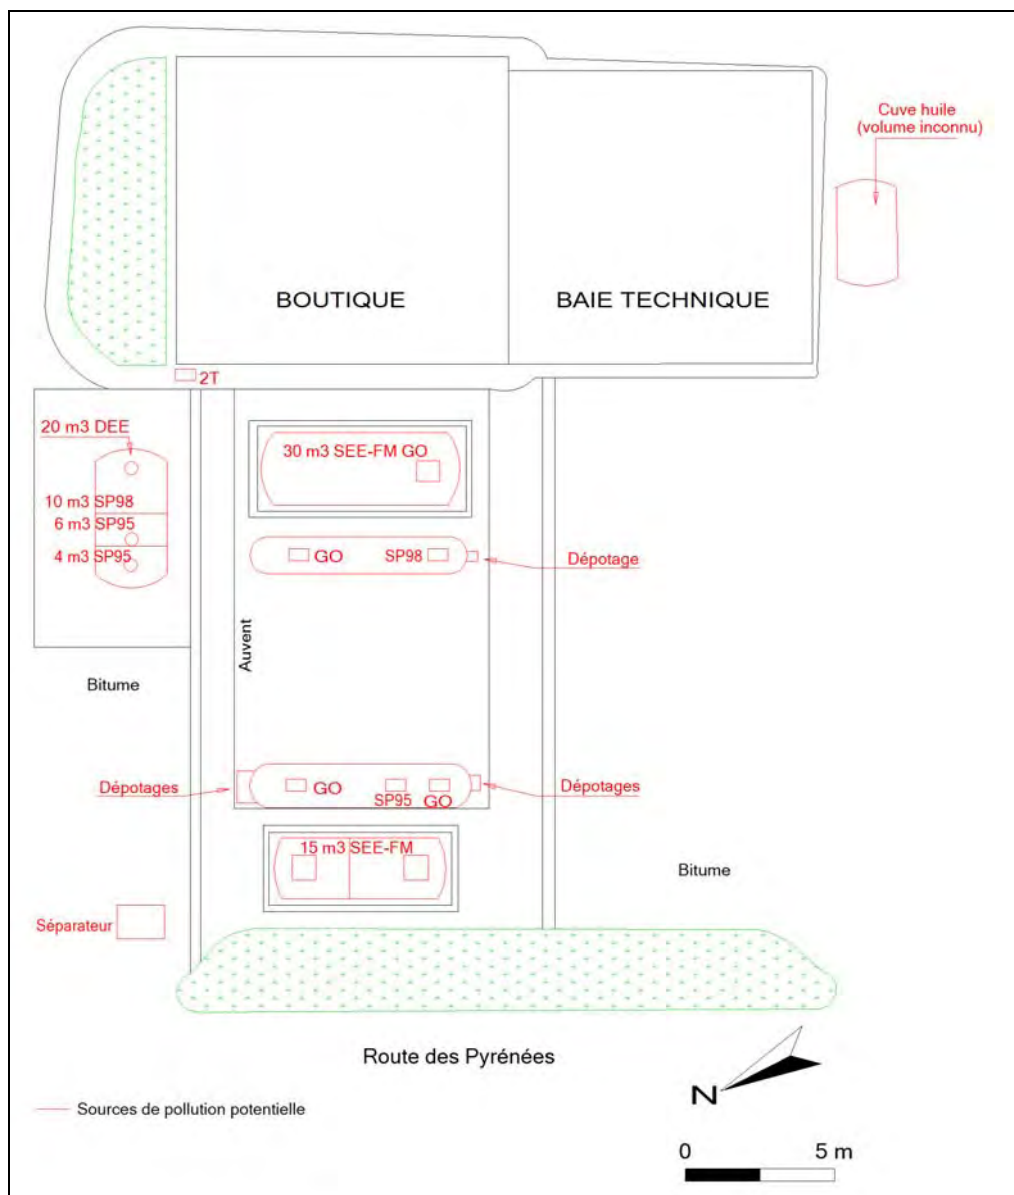 Cuve huile
(volume inconnu)
BOUTIQUE
BAIE TECHNIQUE
2T
20 m3 DEE
30 m3 SEE-FM GO
10 m3 SP98
6 m3 SP95
4 m3 SP95
GO
SP98
Dépotage
Auvent
Bitume
Dépotages
GO
SP95
GO
Dépotages
15 m3 SEE-FM
Bitume
Séparateur
Route des Pyrénées
N
Sources de pollution potentielle
0
5 m